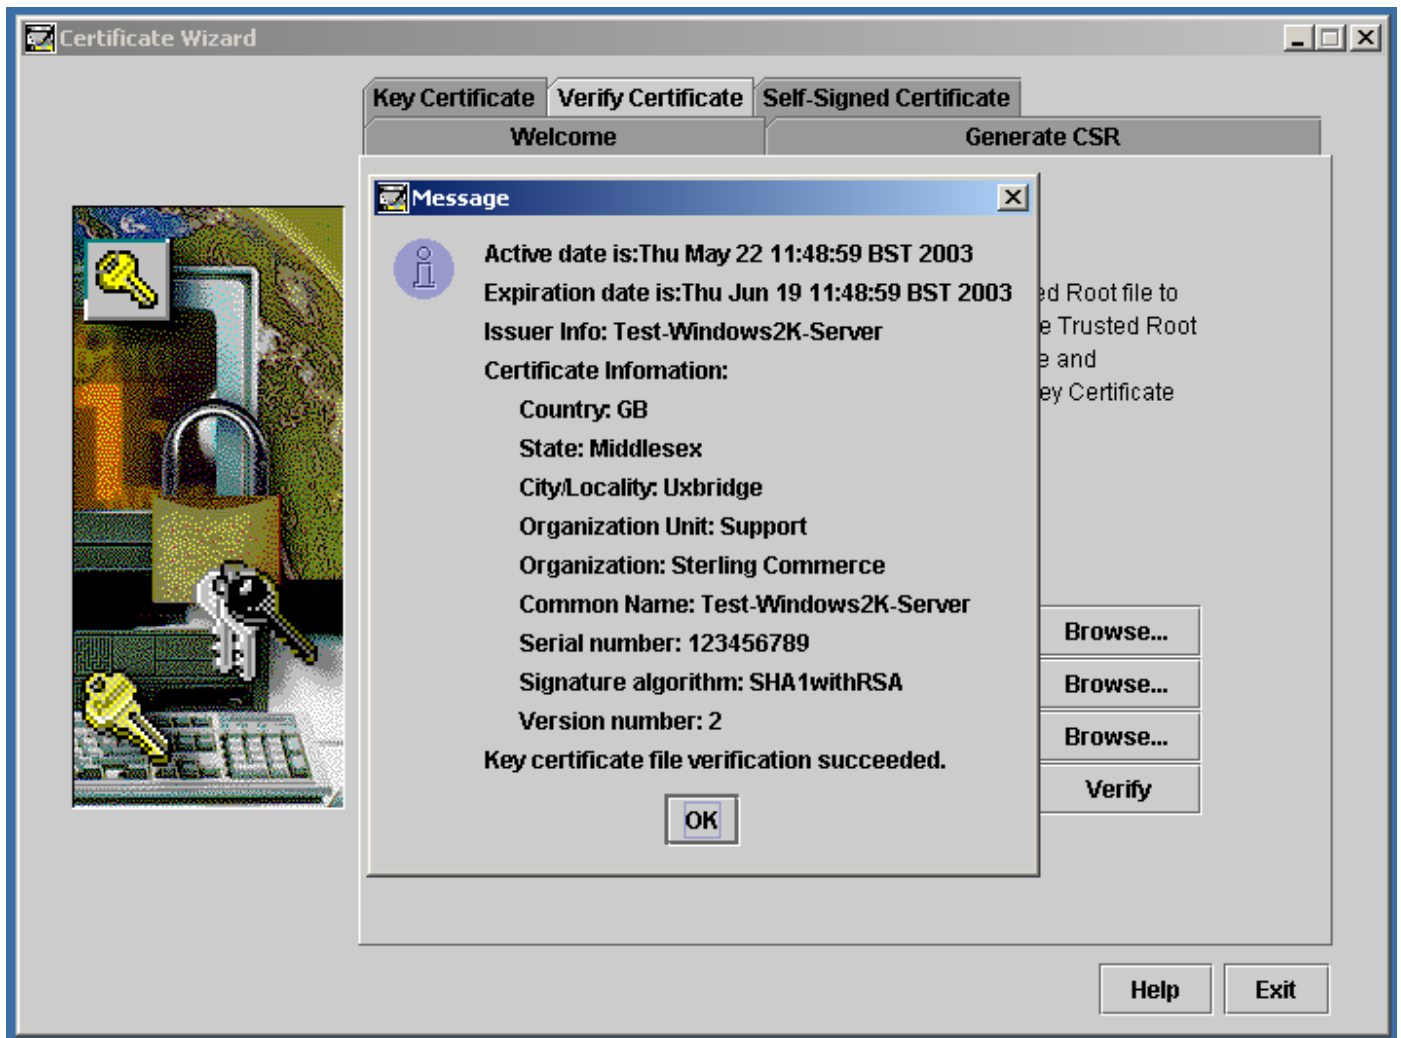 Certificate Wizard
Key Certificate
Verify Certificate
Self-Signed Certificate
Welcome
Generate CSR
Message
Active date is:Thu May 22 11:48:59 BST 2003
Expiration date is:Thu Jun 19 11:48:59 BST 2003
Issuer Info: Test-Windows2K-Server
Certificate Infomation:
Country: GB
State: Middlesex
City/Locality: Uxbridge
Organization Unit: Support
Organization: Sterling Commerce
Common Name: Test-Windows2K-Server
Serial number: 123456789
Signature algorithm: SHA1withRSA
Version number: 2
Key certificate file verification succeeded.
OK
ed Root file to
e Trusted Root
e and
ey Certificate
Browse...
Browse...
Browse...
Verify
Help
Exit